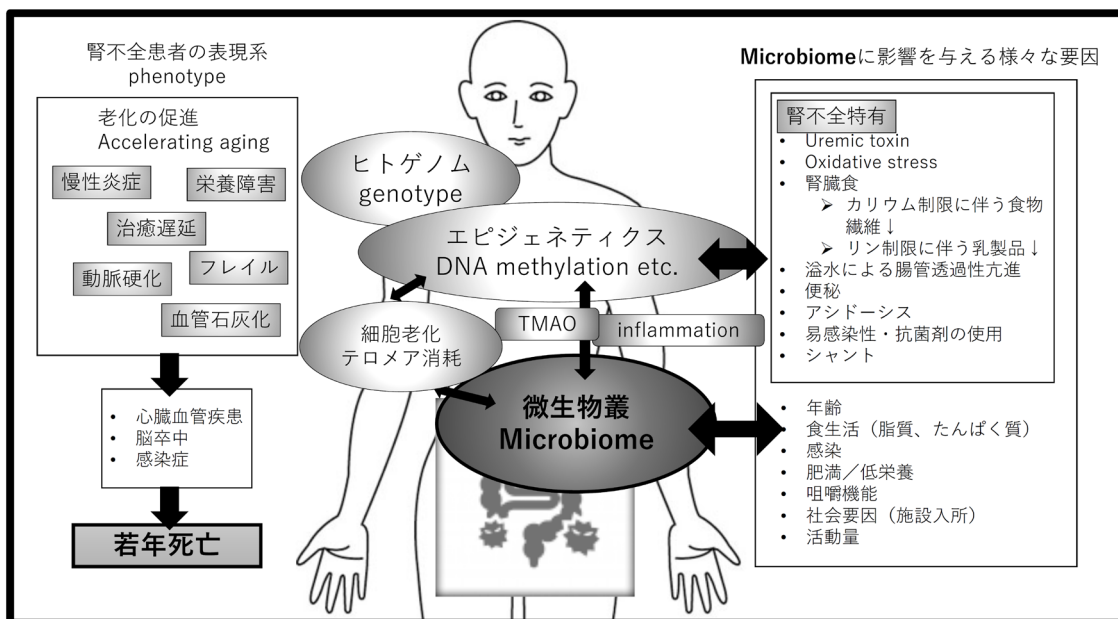 腎不全患者の表現系
phenotype
老化の促進
Accelerating aging
慢性炎症
栄養障害
治癒遅延
フレイル
動脈硬化
血管石灰化
• 心臓血管疾患
• 脳卒中
• 感染症
若年死亡
ヒトゲノム
genotype
エピジェネティクス
DNA methylation etc.
TMAO
inflammation
細胞老化
テロメア消耗
微生物叢
Microbiome
Microbiomeに影響を与える様々な要因
腎不全特有
• Uremic toxin
• Oxidative stress
• 腎臓食
➢ カリウム制限に伴う食物
繊維↓
➢ リン制限に伴う乳製品↓
• 溢水による腸管透過性亢進
• 便秘
• アシドーシス
• 易感染性・抗菌剤の使用
• シャント
• 年齢
• 食生活（脂質、たんぱく質）
• 感染
• 肥満／低栄養
• 咀嚼機能
• 社会要因（施設入所）
• 活動量